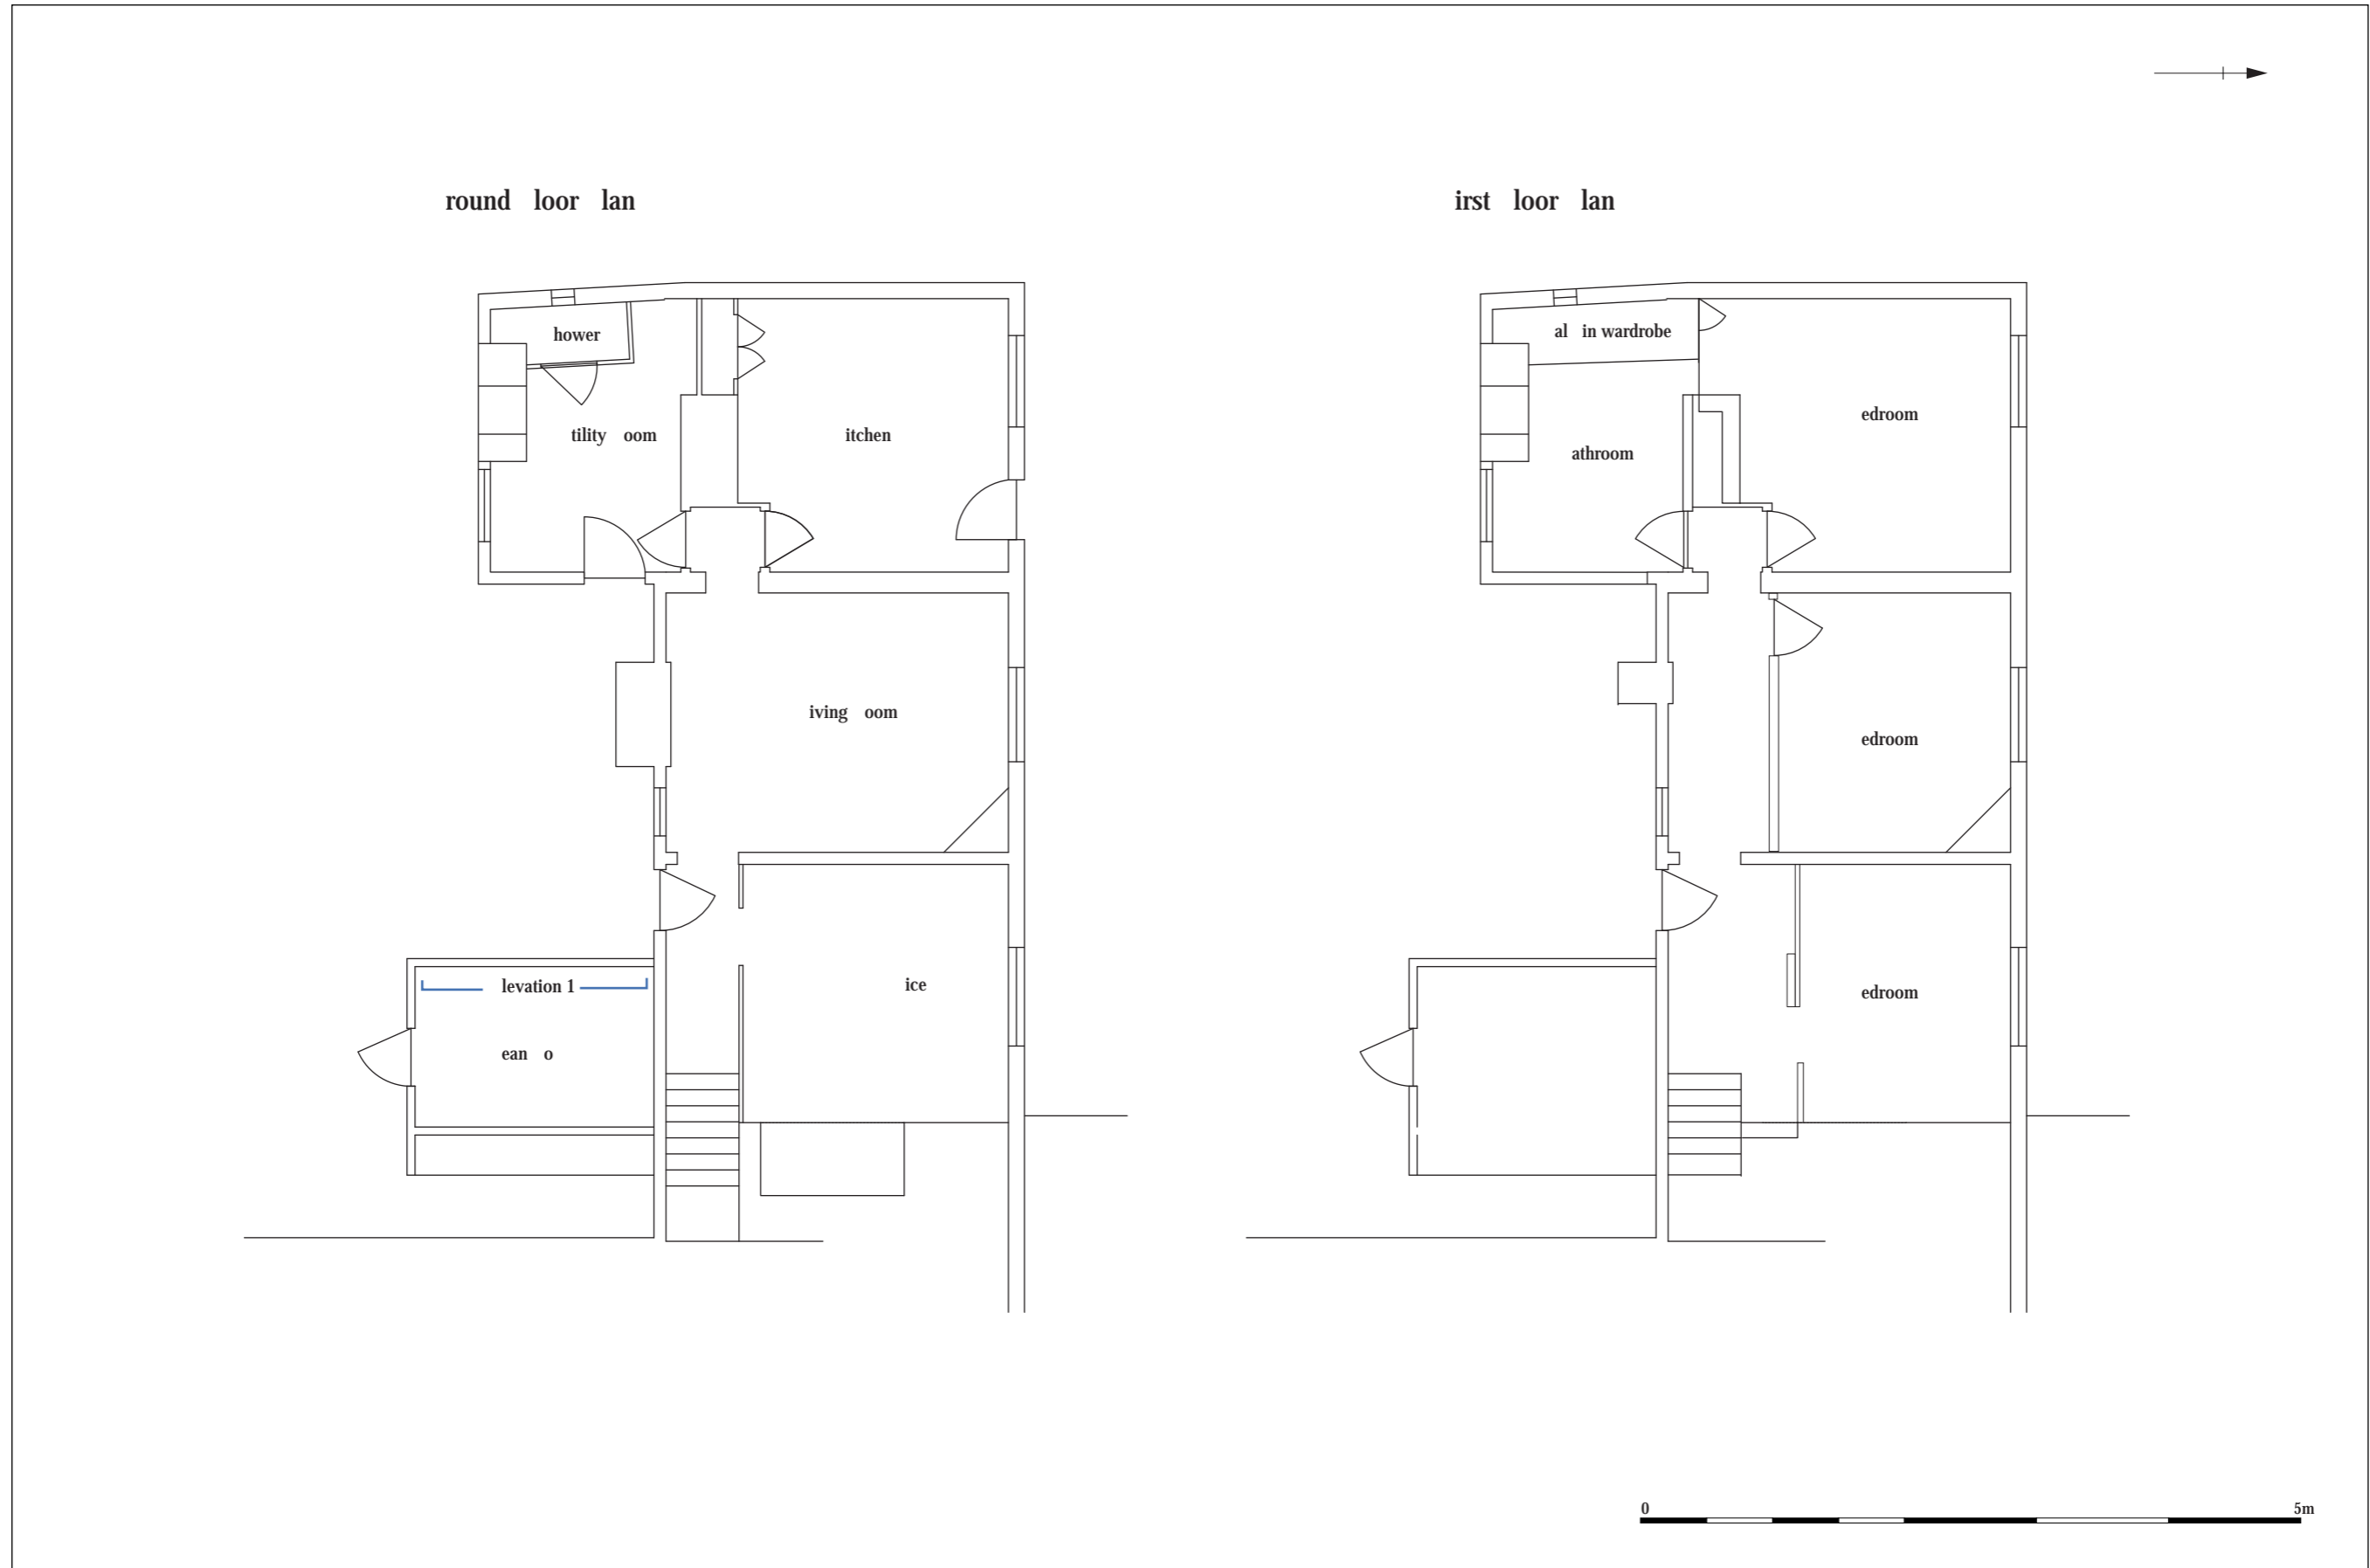 round loor lan
irst loor lan
hower
tility oom
itchen
iving oom
levation 1
ean o
ice
al in wardrobe
edroom
athroom
edroom
edroom
0 5m